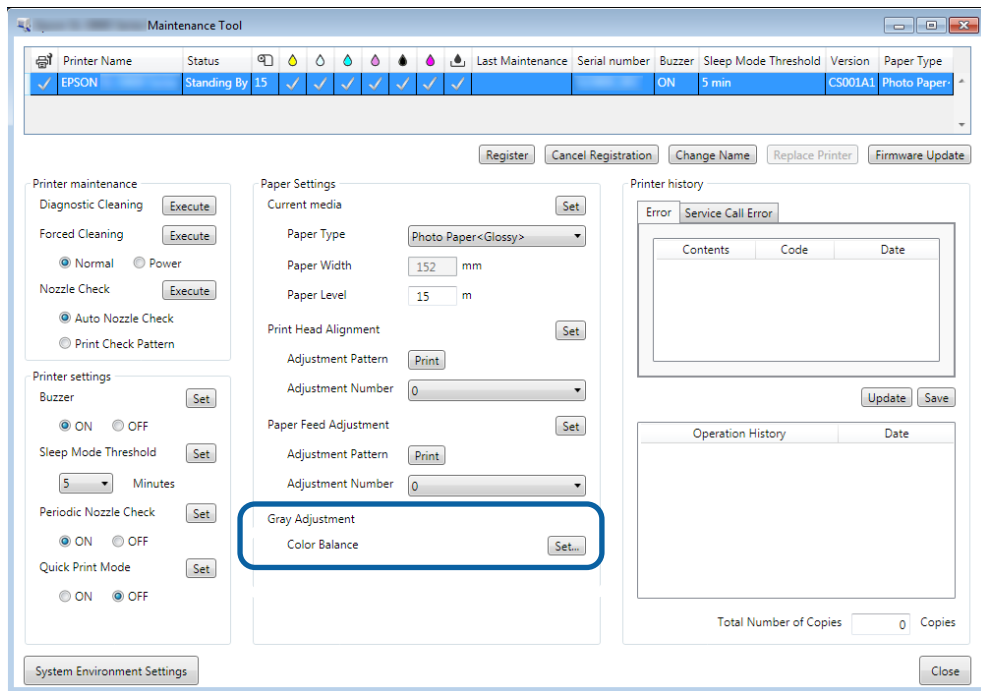 Maintenance Tool
Printer Name Status Last Maintenance Serial number Buzzer Sleep Mode Threshold Version Paper Type
EPSON Standing By 15 ON 5 min CS001A1 Photo Paper
Register Cancel Registration Change Name Replace Printer Firmware Update
Printer maintenance
Diagnostic Cleaning Execute
Forced Cleaning Execute
Normal Power
Nozzle Check Execute
Auto Nozzle Check
Print Check Pattern
Printer settings
Buzzer Set
ON OFF
Sleep Mode Threshold Set
5 Minutes
Periodic Nozzle Check Set
ON OFF
Quick Print Mode Set
ON OFF
Paper Settings
Current media Set
Paper Type Photo Paper<Glossy>
Paper Width 152 mm
Paper Level 15 m
Print Head Alignment Set
Adjustment Pattern Print
Adjustment Number 0
Paper Feed Adjustment Set
Adjustment Pattern Print
Adjustment Number 0
Gray Adjustment
Color Balance Set...
Printer history
Error Service Call Error
Contents Code Date
Update Save
Operation History Date
Total Number of Copies 0 Copies
System Environment Settings Close